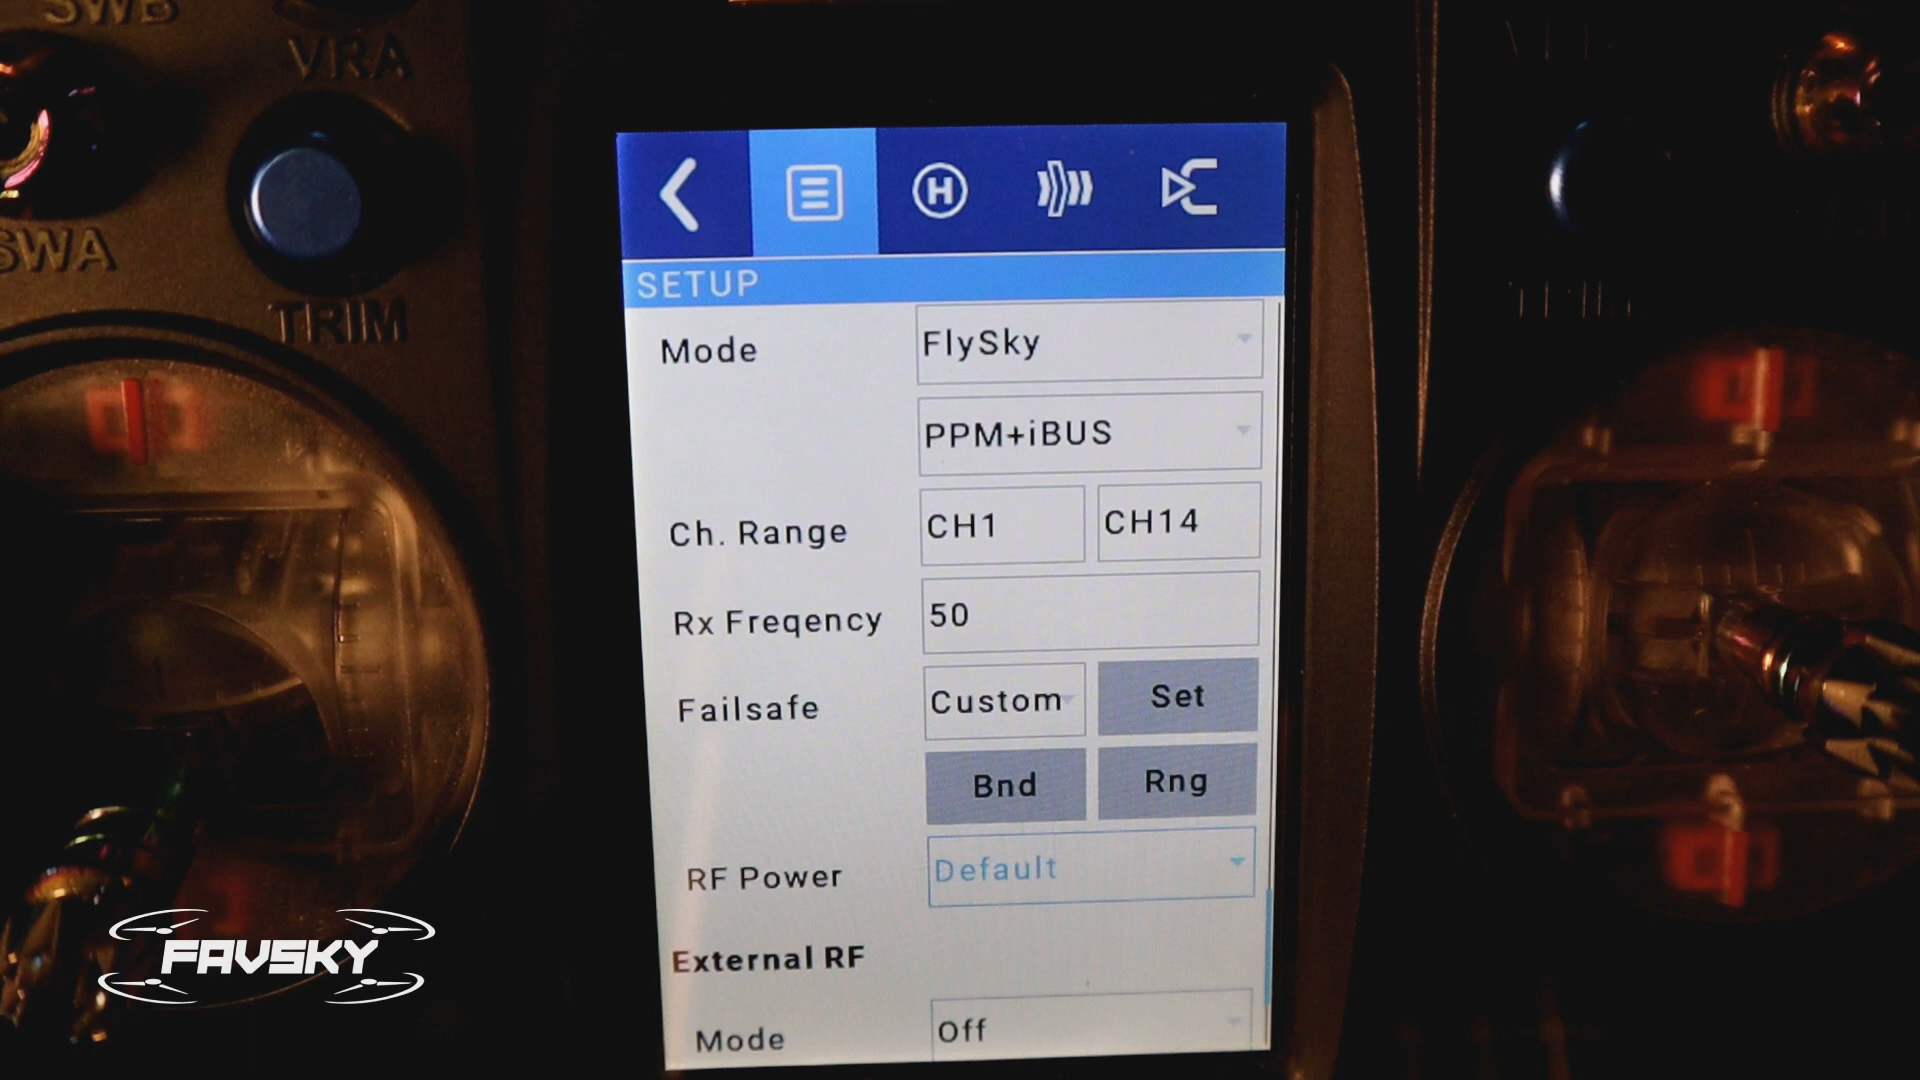 SWB
VRA
SWA
TRIM
H
SETUP
Mode FlySky
PPM+iBUS
Ch. Range CH1 CH14
Rx Freqency 50
Failsafe Custom Set
Bnd Rng
RF Power Default
External RF
Mode Off
FAVSKY